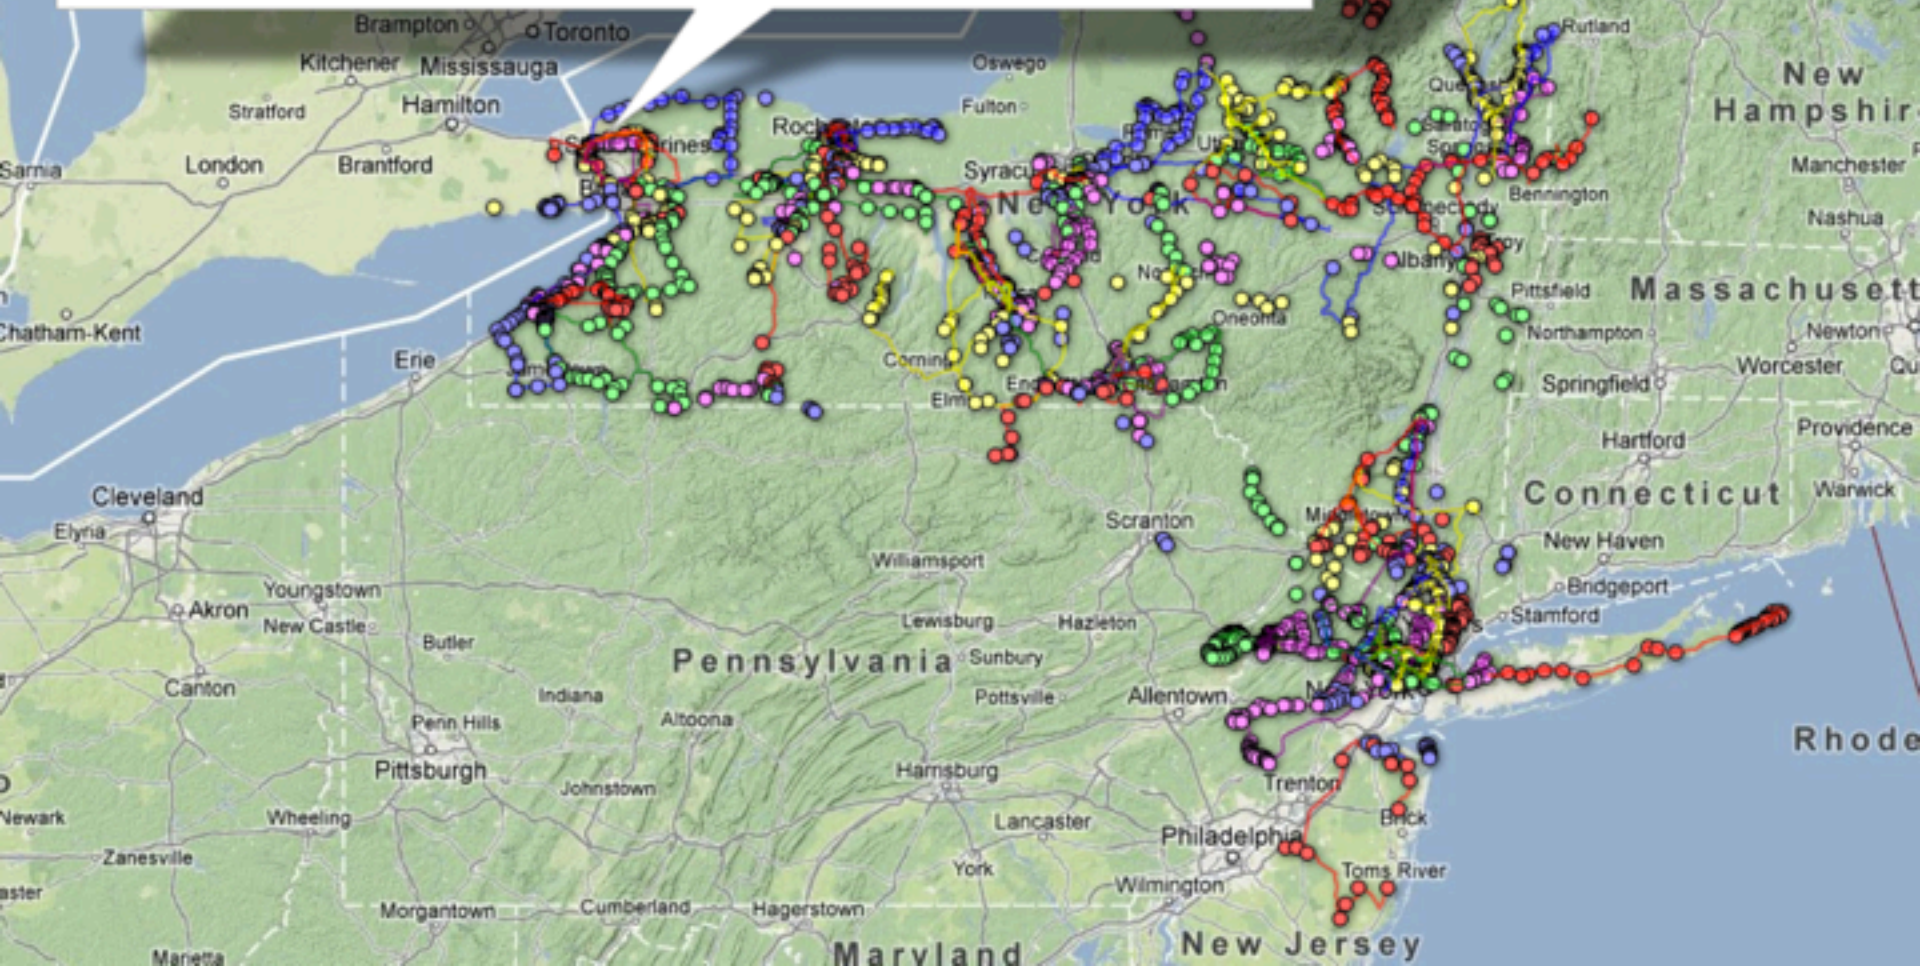 Brampton
Toronto
Rutland
Kitchener
Mississauga
Oswego
New
Hampshir
Stratford
Hamilton
Fulton
Sarnia
London
Brantford
Manchester
Bennington
Nashua
New York
Albany
Pittsfield
Massachusett
Chatham-Kent
Oneonta
Northampton
Newton
Erie
Corning
Worcester
Springfield
Hartford
Providence
Cleveland
Connecticut
Warwick
Elyria
Scranton
New Haven
Williamsport
Youngstown
Bridgeport
Akron
New Castle
Lewisburg
Hazleton
Stamford
Butler
Pennsylvania
Sunbury
Canton
Indiana
Pottsville
Allentown
Penn Hills
Altoona
Rhode
Pittsburgh
Harrisburg
Trenton
Johnstown
Newark
Wheeling
Lancaster
Brick
Philadelphia
Zanesville
York
Toms River
aster
Wilmington
Morgantown
Cumberland
Hagerstown
Marietta
Maryland
New Jersey